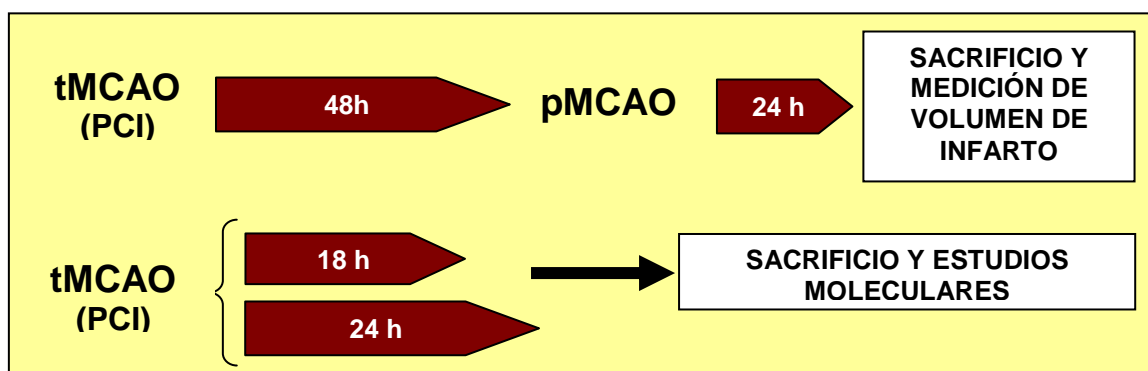 tMCAO
(PCI)
48h
pMCAO
24 h
SACRIFICIO Y
MEDICIÓN DE
VOLUMEN DE
INFARTO
tMCAO
(PCI)
18 h
24 h
SACRIFICIO Y ESTUDIOS
MOLECULARES